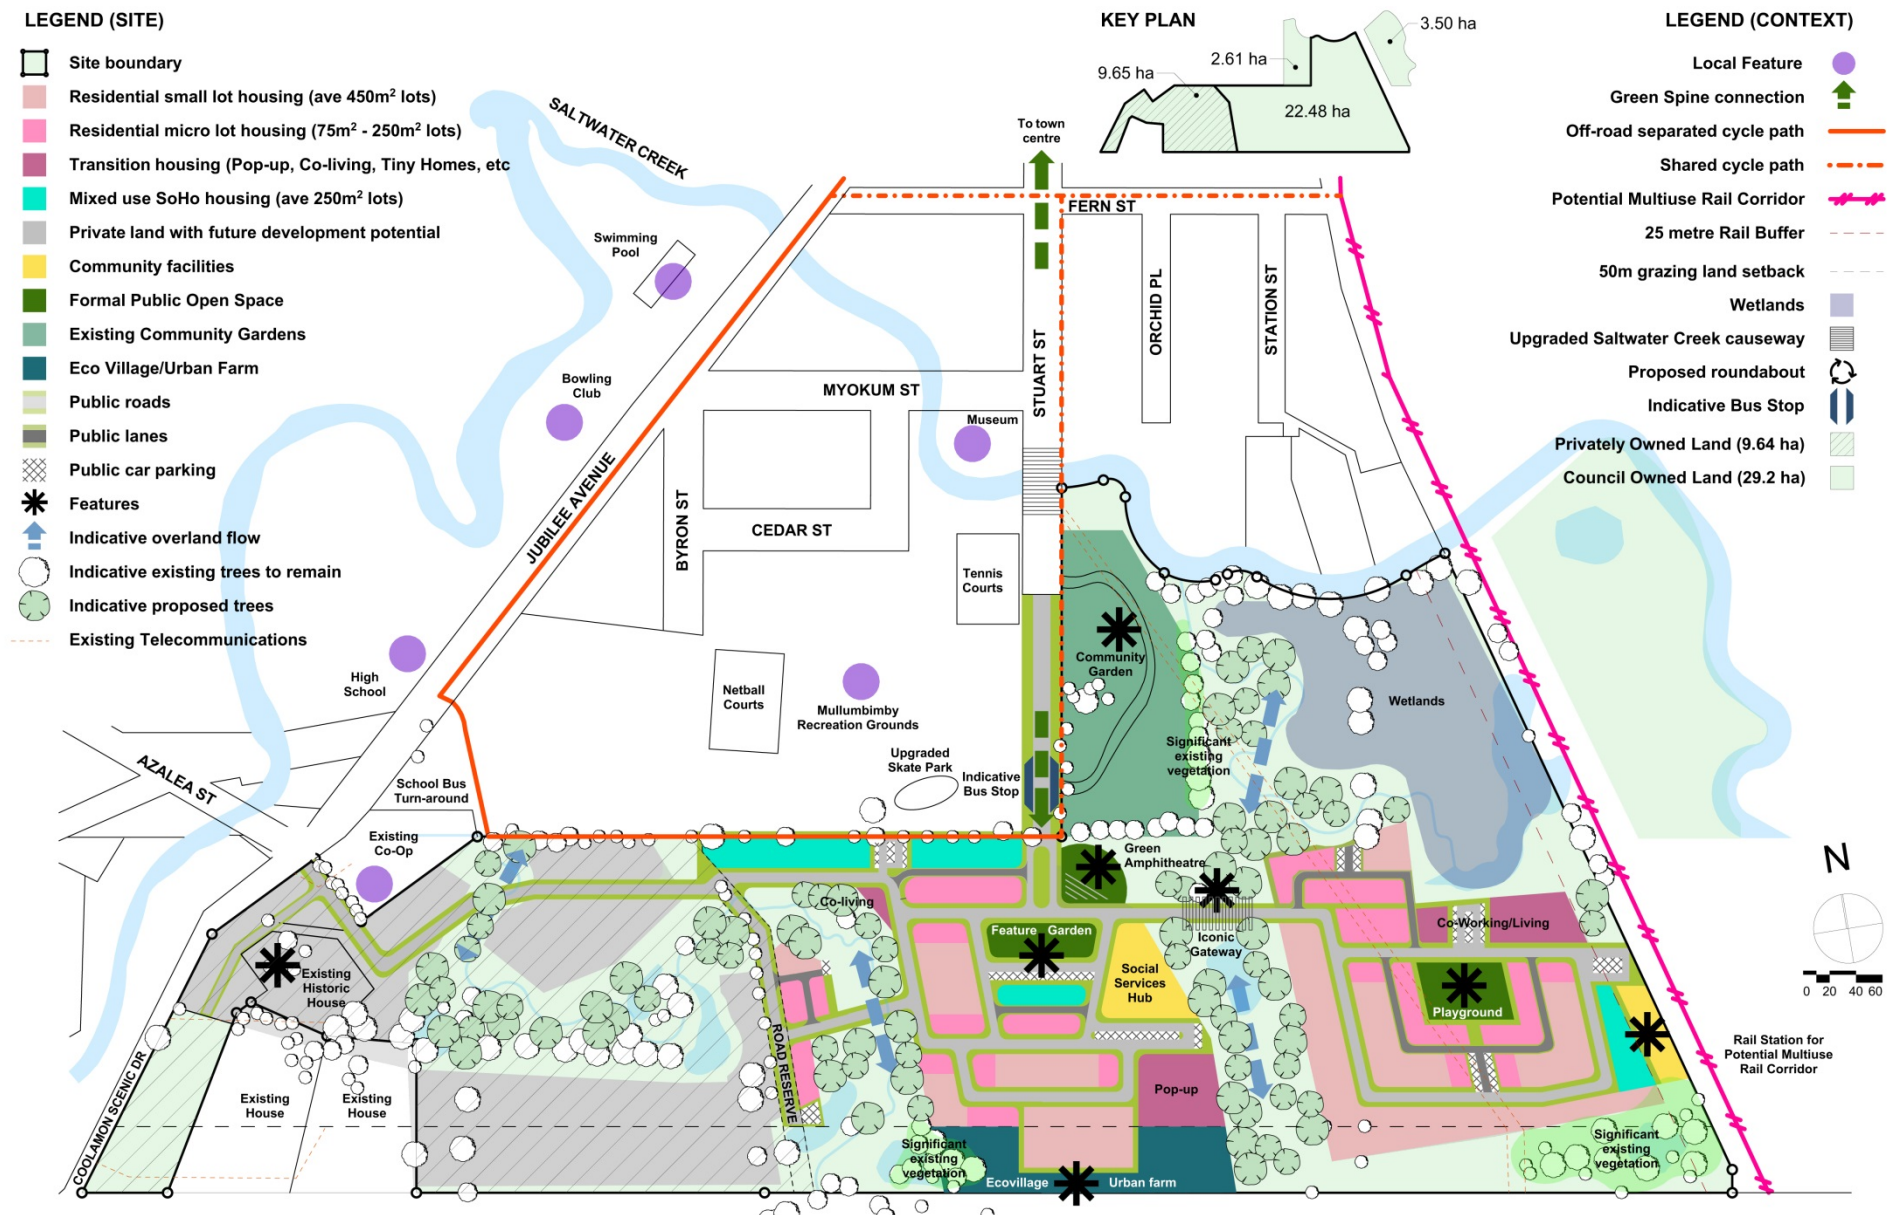 LEGEND (SITE)
Site boundary
Residential small lot housing (ave 450m² lots)
Residential micro lot housing (75m² - 250m² lots)
Transition housing (Pop-up, Co-living, Tiny Homes, etc
Mixed use SoHo housing (ave 250m² lots)
Private land with future development potential
Community facilities
Formal Public Open Space
Existing Community Gardens
Eco Village/Urban Farm
Public roads
Public lanes
Public car parking
Features
Indicative overland flow
Indicative existing trees to remain
Indicative proposed trees
Existing Telecommunications
KEY PLAN
3.50 ha
2.61 ha
9.65 ha
22.48 ha
LEGEND (CONTEXT)
Local Feature
Green Spine connection
Off-road separated cycle path
Shared cycle path
Potential Multiuse Rail Corridor
25 metre Rail Buffer
50m grazing land setback
Wetlands
Upgraded Saltwater Creek causeway
Proposed roundabout
Indicative Bus Stop
Privately Owned Land (9.64 ha)
Council Owned Land (29.2 ha)
SALTWATER CREEK
To town
centre
FERN ST
Swimming
Pool
ORCHID PL
STATION ST
STUART ST
Bowling
Club
MYOKUM ST
Museum
JUBILEE AVENUE
BYRON ST
CEDAR ST
Tennis
Courts
High
School
Netball
Courts
Mullumbimby
Recreation Grounds
Community
Garden
Wetlands
Significant
existing
vegetation
AZALEA ST
School Bus
Turn-around
Upgraded
Skate Park
Indicative
Bus Stop
Existing
Co-Op
Green
Amphitheatre
Co-living
Feature Garden
Iconic
Gateway
Co-Working/Living
Existing
Historic
House
Social
Services
Hub
Playground
N
0 20 40 60
Rail Station for
Potential Multiuse
Rail Corridor
ROAD RESERVE
COOLAMON SCENIC DR
Existing
House
Existing
House
Pop-up
Significant
existing
vegetation
Significant
existing
vegetation
Ecovillage
Urban farm